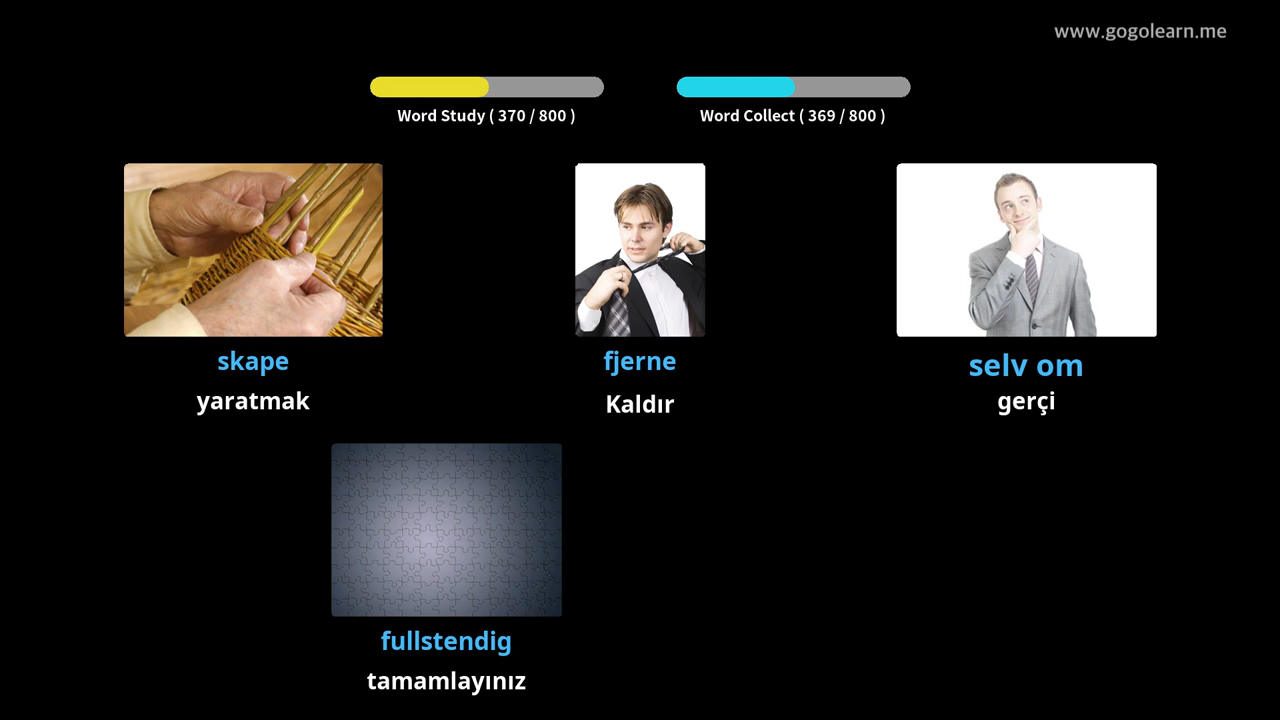 www.gogolearn.me
Word Study ( 370 / 800 )
Word Collect ( 369 / 800 )
skape
yaratmak
fjerne
Kaldır
selv om
gerçi
fullstendig
tamamlayınız